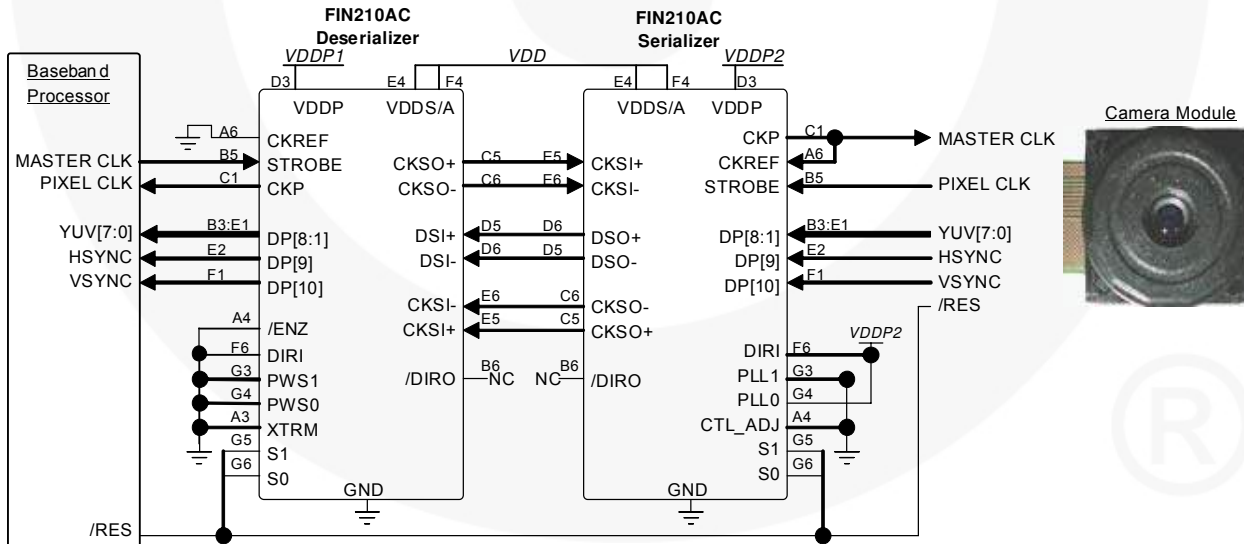 FIN210AC
Deserializer
FIN210AC
Serializer
VDDP1
VDD
VDDP2
D3
E4
F4
E4
F4
D3
Baseband
Processor
VDDP
VDDS/A
VDDS/A
VDDP
Camera Module
A6
CKREF
CKP
C1
MASTER CLK
MASTER CLK
B5
STROBE
CKSO+
C5
E5
CKSI+
CKREF
A6
PIXEL CLK
C1
CKP
CKSO-
C6
E6
CKSI-
STROBE
B5
PIXEL CLK
YUV[7:0]
B3:E1
DP[8:1]
DSI+
D5
D6
DSO+
DP[8:1]
B3:E1
YUV[7:0]
HSYNC
E2
DP[9]
DSI-
D6
D5
DSO-
DP[9]
E2
HSYNC
VSYNC
F1
DP[10]
DP[10]
F1
VSYNC
CKSI-
E6
C6
CKSO-
/RES
CKSI+
E5
C5
CKSO+
A4
/ENZ
VDDP2
F6
DIRI
DIRI
F6
G3
PWS1
/DIRO
B6
NC
NC
B6
/DIRO
PLL1
G3
G4
PWS0
PLL0
G4
A3
XTRM
CTL_ADJ
A4
G5
S1
S1
G5
G6
S0
S0
G6
GND
GND
/RES
®